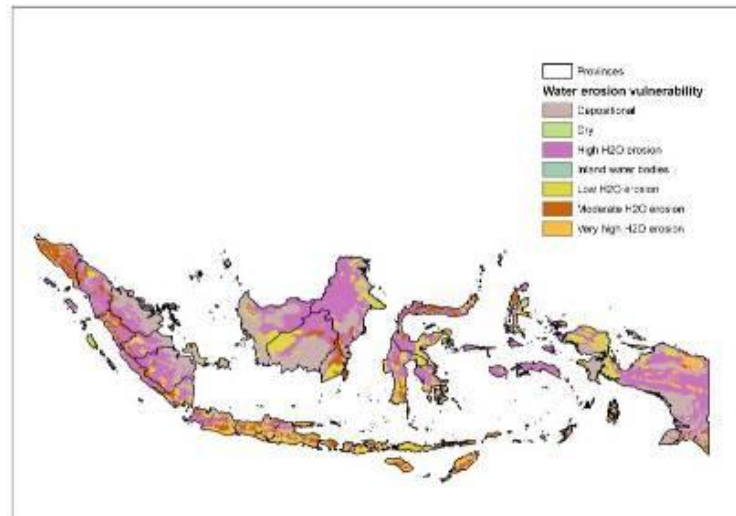 Provinces
Water erosion vulnerability
Depositional
Dry
High H2O erosion
Inland water bodies
Low H2O erosion
Moderate H2O erosion
Very high H2O erosion